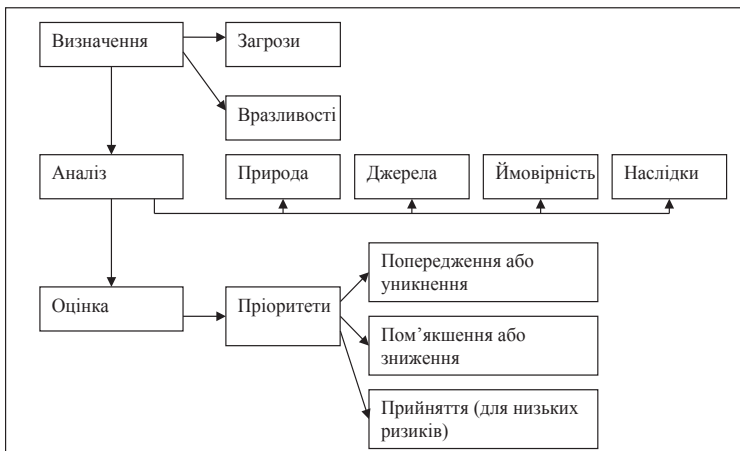 Визначення
Загрози
Вразливості
Аналіз
Природа
Джерела
Ймовірність
Наслідки
Оцінка
Пріоритети
Попередження або
уникнення
Пом’якшення або
зниження
Прийняття (для низьких
ризиків)